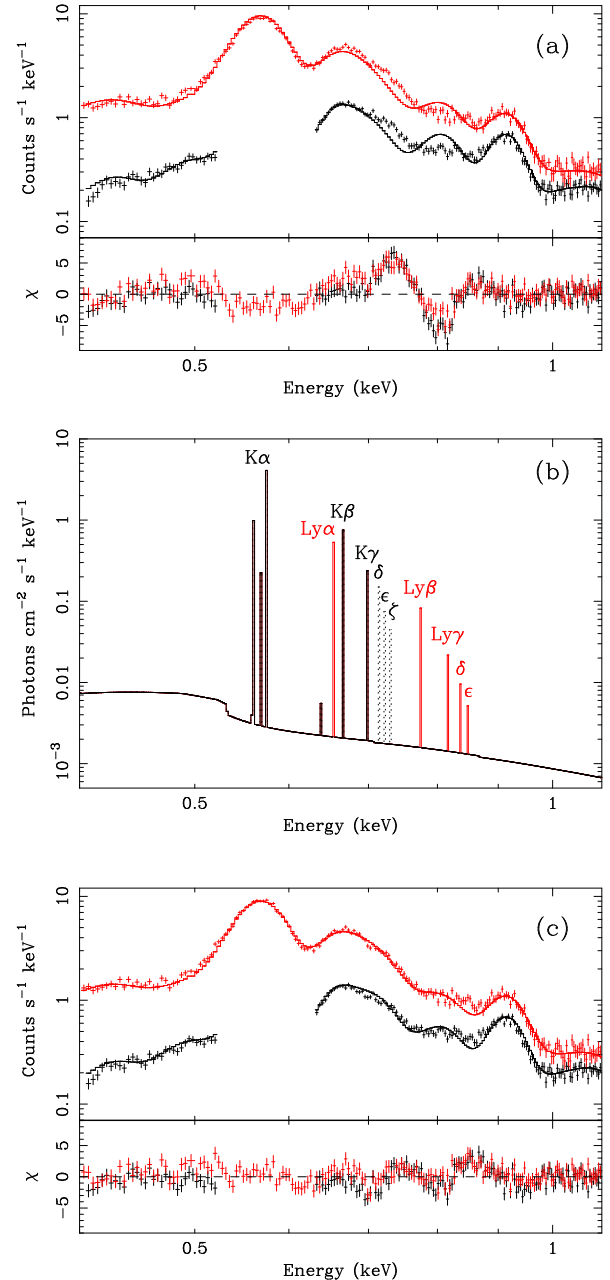 (a)
10
1
0.1
Counts s⁻¹ keV⁻¹
5
0
−5
χ
0.5
1
Energy (keV)
(b)
Kα
Lyα
Kβ
Kγ
δ
ϵ
ζ
Lyβ
Lyγ
δ
ϵ
10
1
0.1
0.01
10⁻³
Photons cm⁻² s⁻¹ keV⁻¹
0.5
1
Energy (keV)
(c)
10
1
0.1
Counts s⁻¹ keV⁻¹
5
0
−5
χ
0.5
1
Energy (keV)